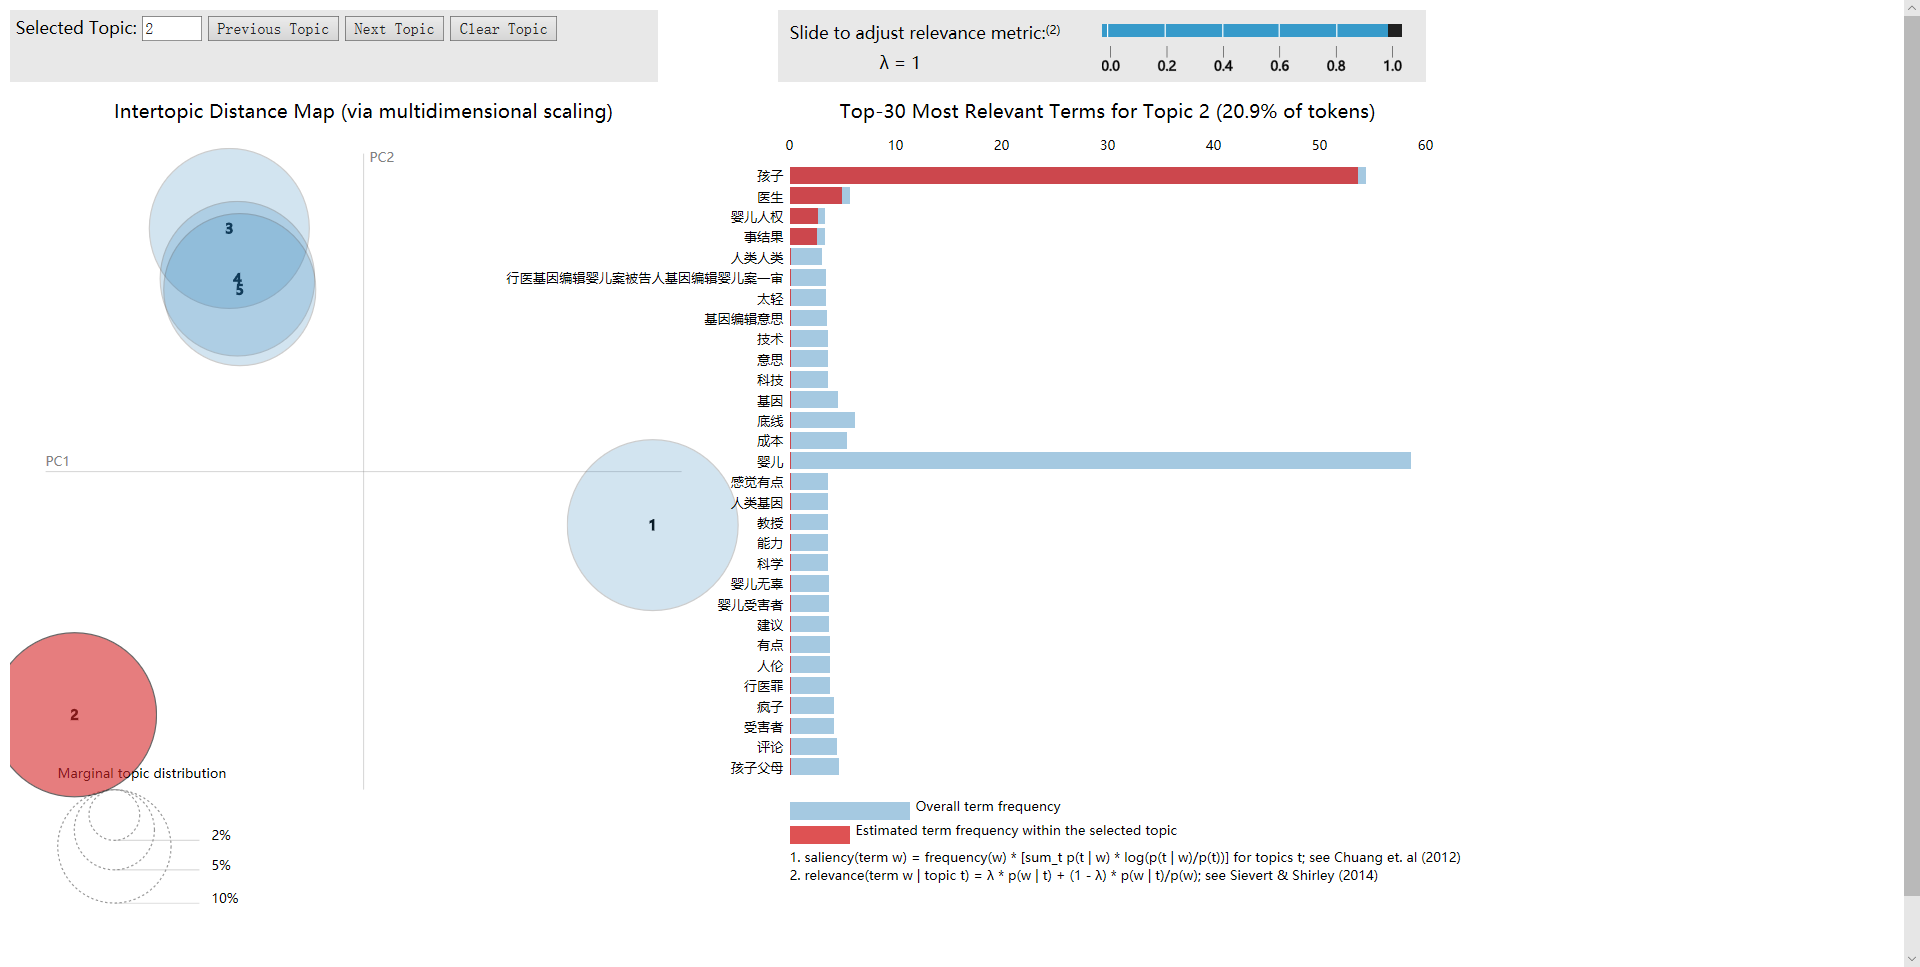 Selected Topic: 2 Previous Topic Next Topic Clear Topic
Slide to adjust relevance metric:(2)
λ = 1
0.0 0.2 0.4 0.6 0.8 1.0
Intertopic Distance Map (via multidimensional scaling)
PC2
PC1
3
4
5
1
2
Marginal topic distribution
2%
5%
10%
Top-30 Most Relevant Terms for Topic 2 (20.9% of tokens)
0 10 20 30 40 50 60
孩子
医生
婴儿人权
事结果
人类人类
行医基因编辑婴儿案被告人基因编辑婴儿案一审
太轻
基因编辑意思
技术
意思
科技
基因
底线
成本
婴儿
感觉有点
人类基因
教授
能力
科学
婴儿无辜
婴儿受害者
建议
有点
人伦
行医罪
疯子
受害者
评论
孩子父母
Overall term frequency
Estimated term frequency within the selected topic
1. saliency(term w) = frequency(w) * [sum_t p(t | w) * log(p(t | w)/p(t))] for topics t; see Chuang et. al (2012)
2. relevance(term w | topic t) = λ * p(w | t) + (1 - λ) * p(w | t)/p(w); see Sievert & Shirley (2014)